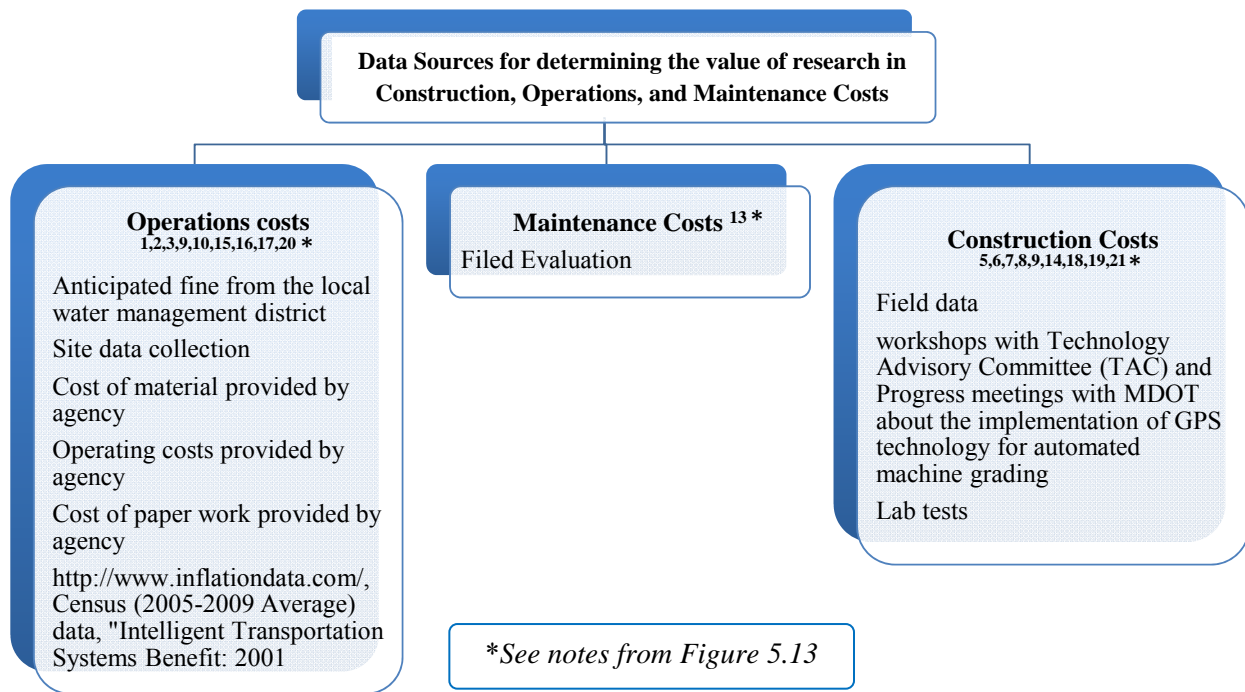 Data Sources for determining the value of research in
Construction, Operations, and Maintenance Costs
Operations costs
1,2,3,9,10,15,16,17,20 *
Anticipated fine from the local
water management district
Site data collection
Cost of material provided by
agency
Operating costs provided by
agency
Cost of paper work provided by
agency
http://www.inflationdata.com/,
Census (2005-2009 Average)
data, "Intelligent Transportation
Systems Benefit: 2001
Maintenance Costs 13 *
Filed Evaluation
Construction Costs
5,6,7,8,9,14,18,19,21 *
Field data
workshops with Technology
Advisory Committee (TAC) and
Progress meetings with MDOT
about the implementation of GPS
technology for automated
machine grading
Lab tests
*See notes from Figure 5.13